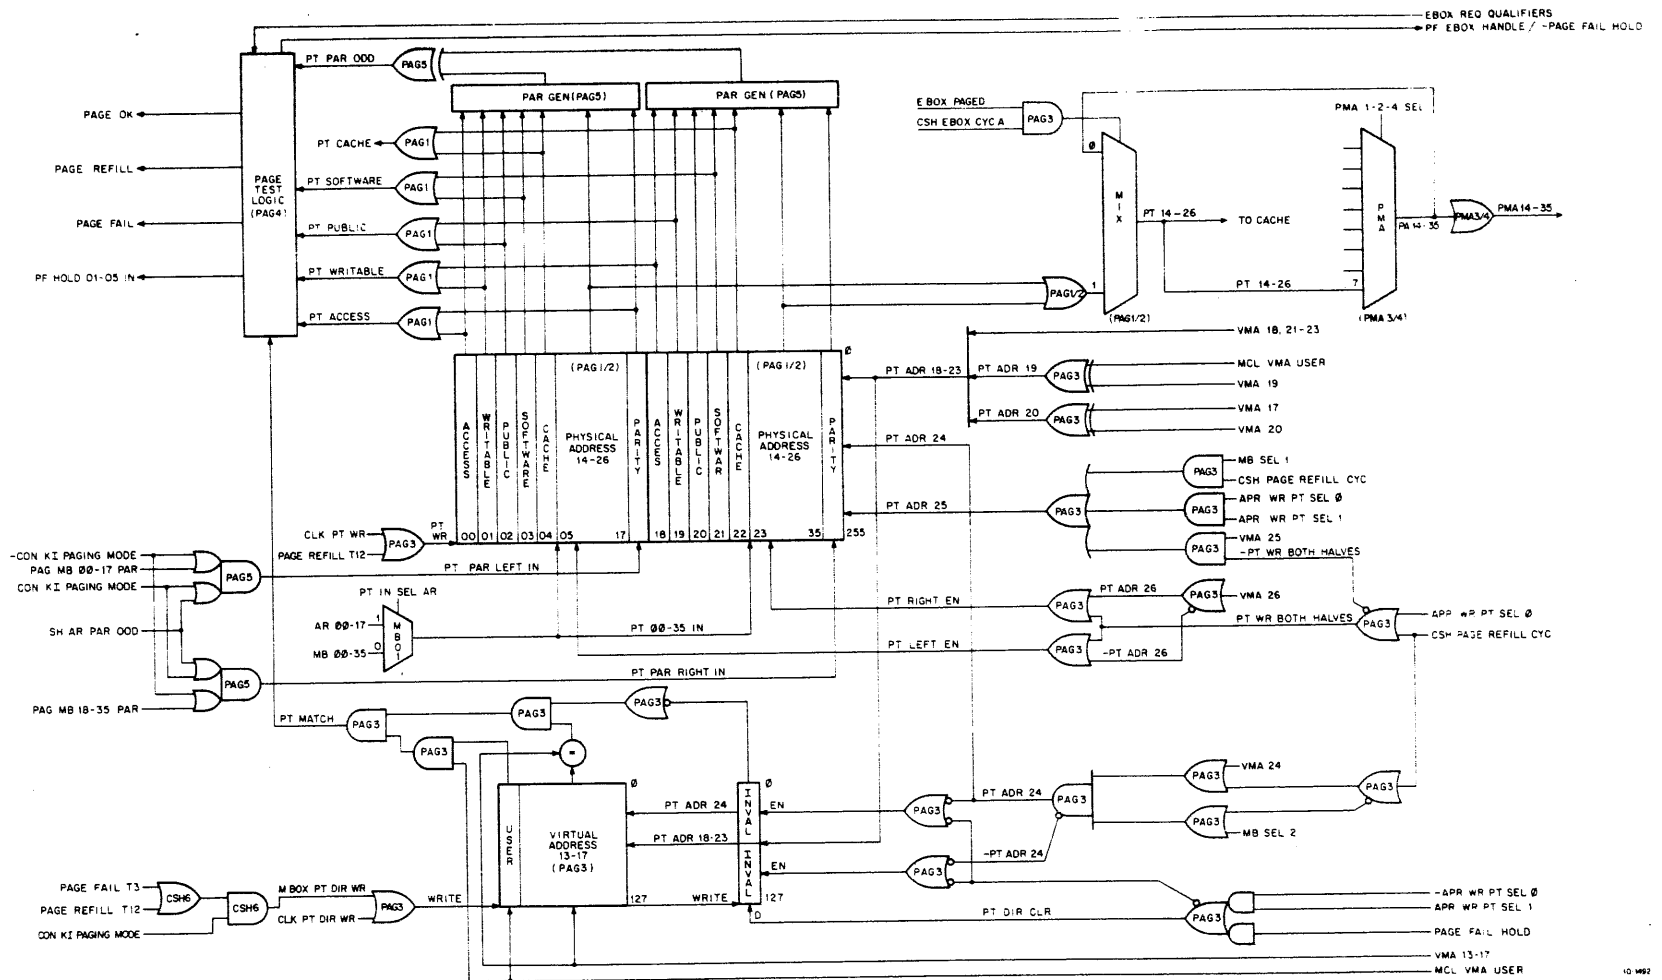 EBOX REQ QUALIFIERS
PF EBOX HANDLE / -PAGE FAIL HOLD
PT PAR ODD
PAG5
PAR GEN (PAG5)
PAR GEN (PAG5)
PAGE OK
PAGE REFILL
PAGE FAIL
PF HOLD 01-05 IN
PAGE TEST LOGIC (PAG4)
PT CACHE
PAG1
PT SOFTWARE
PAG1
PT PUBLIC
PAG1
PT WRITABLE
PAG1
PT ACCESS
PAG1
E BOX PAGED
CSH EBOX CYC A
PAG3
Ø
MIX
1
PAG1/2
(PAG1/2)
PT 14-26
TO CACHE
PT 14-26
PMA 1-2-4 SEL
PMA
7
(PMA 3/4)
PA 14-35
PMA3/4
PMA 14-35
ACCESS
WRITABLE
PUBLIC
SOFTWARE
CACHE
(PAG1/2)
PHYSICAL ADDRESS 14-26
PARITY
ACCES
WRITABLE
PUBLIC
SOFTWAR
CACHE
(PAG1/2)
PHYSICAL ADDRESS 14-26
PARITY
Ø
00 01 02 03 04 05 17 18 19 20 21 22 23 35 255
PT ADR 18-23
PT ADR 19
PAG3
VMA 18, 21-23
MCL VMA USER
VMA 19
PT ADR 20
PAG3
VMA 17
VMA 20
PT ADR 24
PT ADR 25
PAG3
PAG3
MB SEL 1
CSH PAGE REFILL CYC
PAG3
APR WR PT SEL Ø
APR WR PT SEL 1
PAG3
VMA 25
-PT WR BOTH HALVES
CLK PT WR
PAGE REFILL T12
PAG3
PT WR
-CON KI PAGING MODE
PAG MB 00-17 PAR
CON KI PAGING MODE
SH AR PAR ODD
PAG MB 18-35 PAR
PAG5
PT PAR LEFT IN
PAG5
PT PAR RIGHT IN
PT IN SEL AR
AR 00-17
1
MB 00-35
0
MBO1
PT 00-35 IN
PT RIGHT EN
PAG3
PT ADR 26
PAG3
VMA 26
PT LEFT EN
PAG3
-PT ADR 26
PT WR BOTH HALVES
PAG3
APR WR PT SEL Ø
CSH PAGE REFILL CYC
PT MATCH
PAG3
PAG3
PAG3
PAG3
=
USER
VIRTUAL ADDRESS 13-17 (PAG3)
Ø
127
PT ADR 24
PT ADR 18-23
WRITE
INVAL
INVAL
Ø
127
D
EN
EN
PAG3
PAG3
PT ADR 24
-PT ADR 24
PAG3
PAG3
VMA 24
PAG3
MB SEL 2
PAG3
PT DIR CLR
PAG3
-APR WR PT SEL Ø
APR WR PT SEL 1
PAGE FAIL HOLD
PAGE FAIL T3
PAGE REFILL T12
CON KI PAGING MODE
CSH6
CSH6
M BOX PT DIR WR
CLK PT DIR WR
PAG3
WRITE
VMA 13-17
MCL VMA USER